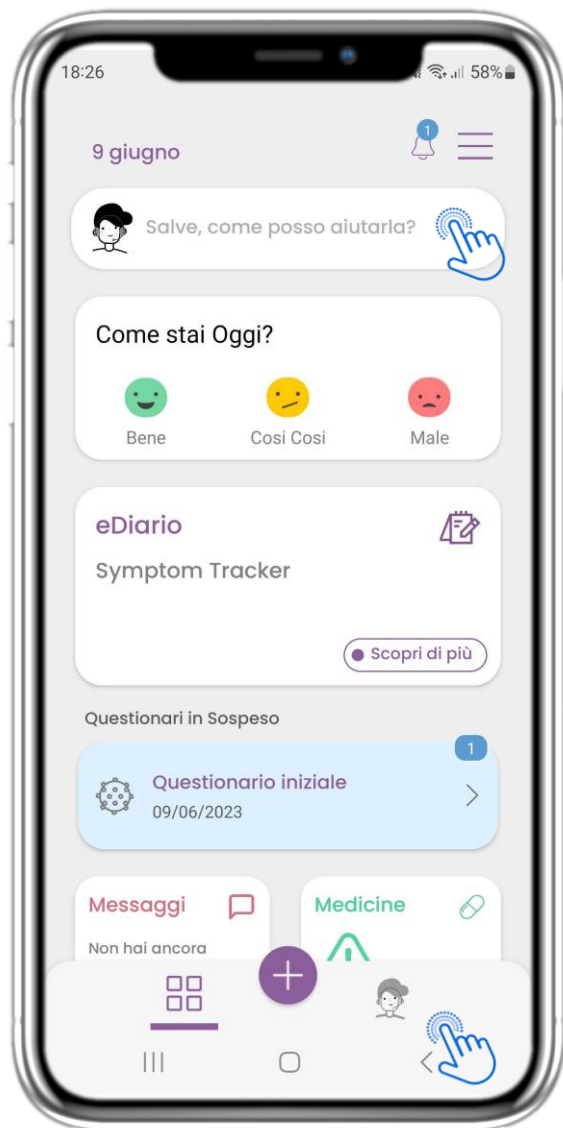 18:26
58%
9 giugno
1
Salve, come posso aiutarla?
Come stai Oggi?
Bene Cosi Cosi Male
eDiario
Symptom Tracker
Scopri di più
Questionari in Sospeso
1
Questionario iniziale
09/06/2023
Messaggi
Medicine
Non hai ancora